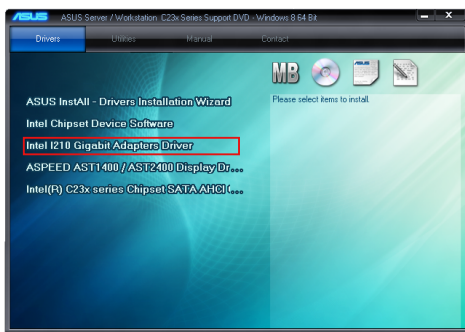 ASUS ASUS Server / Workstation C23x Series Support DVD - Windows 8 64 Bit
Drivers Utilities Manual Contact
MB
Please select items to install.
ASUS InstAll - Drivers Installation Wizard
Intel Chipset Device Software
Intel I210 Gigabit Adapters Driver
ASPEED AST1400 / AST2400 Display Dr...
Intel(R) C23x series Chipset SATA AHCI (...